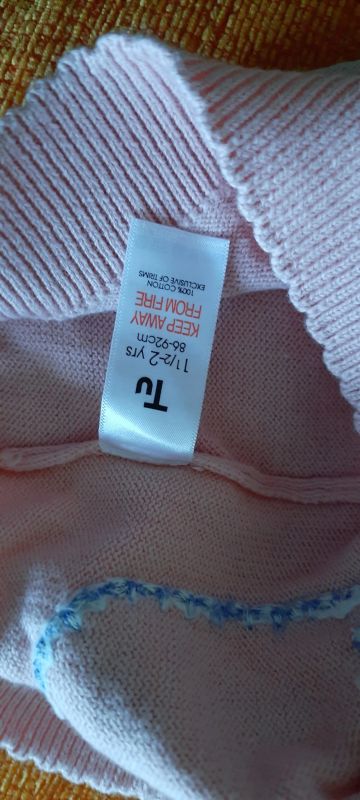 Tu
1 1/2-2 yrs
86-92cm
KEEP AWAY
FROM FIRE
100% COTTON
EXCLUSIVE OF TRIMS